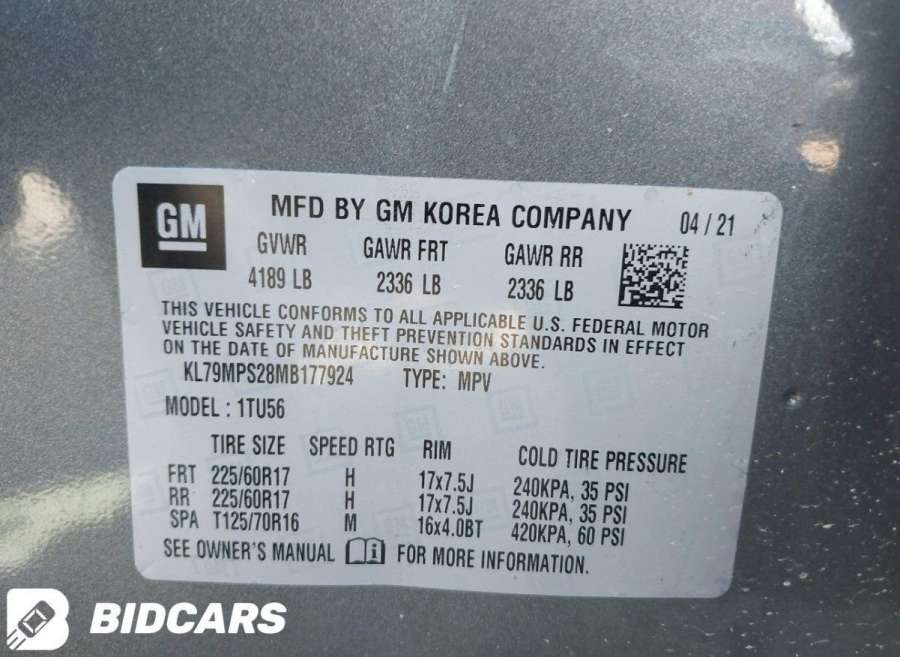 GM
MFD BY GM KOREA COMPANY 04 / 21
GVWR GAWR FRT GAWR RR
4189 LB 2336 LB 2336 LB
THIS VEHICLE CONFORMS TO ALL APPLICABLE U.S. FEDERAL MOTOR
VEHICLE SAFETY AND THEFT PREVENTION STANDARDS IN EFFECT
ON THE DATE OF MANUFACTURE SHOWN ABOVE.
KL79MPS28MB177924 TYPE: MPV
MODEL : 1TU56
TIRE SIZE SPEED RTG RIM COLD TIRE PRESSURE
FRT 225/60R17 H 17x7.5J 240KPA, 35 PSI
RR 225/60R17 H 17x7.5J 240KPA, 35 PSI
SPA T125/70R16 M 16x4.0BT 420KPA, 60 PSI
SEE OWNER'S MANUAL FOR MORE INFORMATION.
BIDCARS